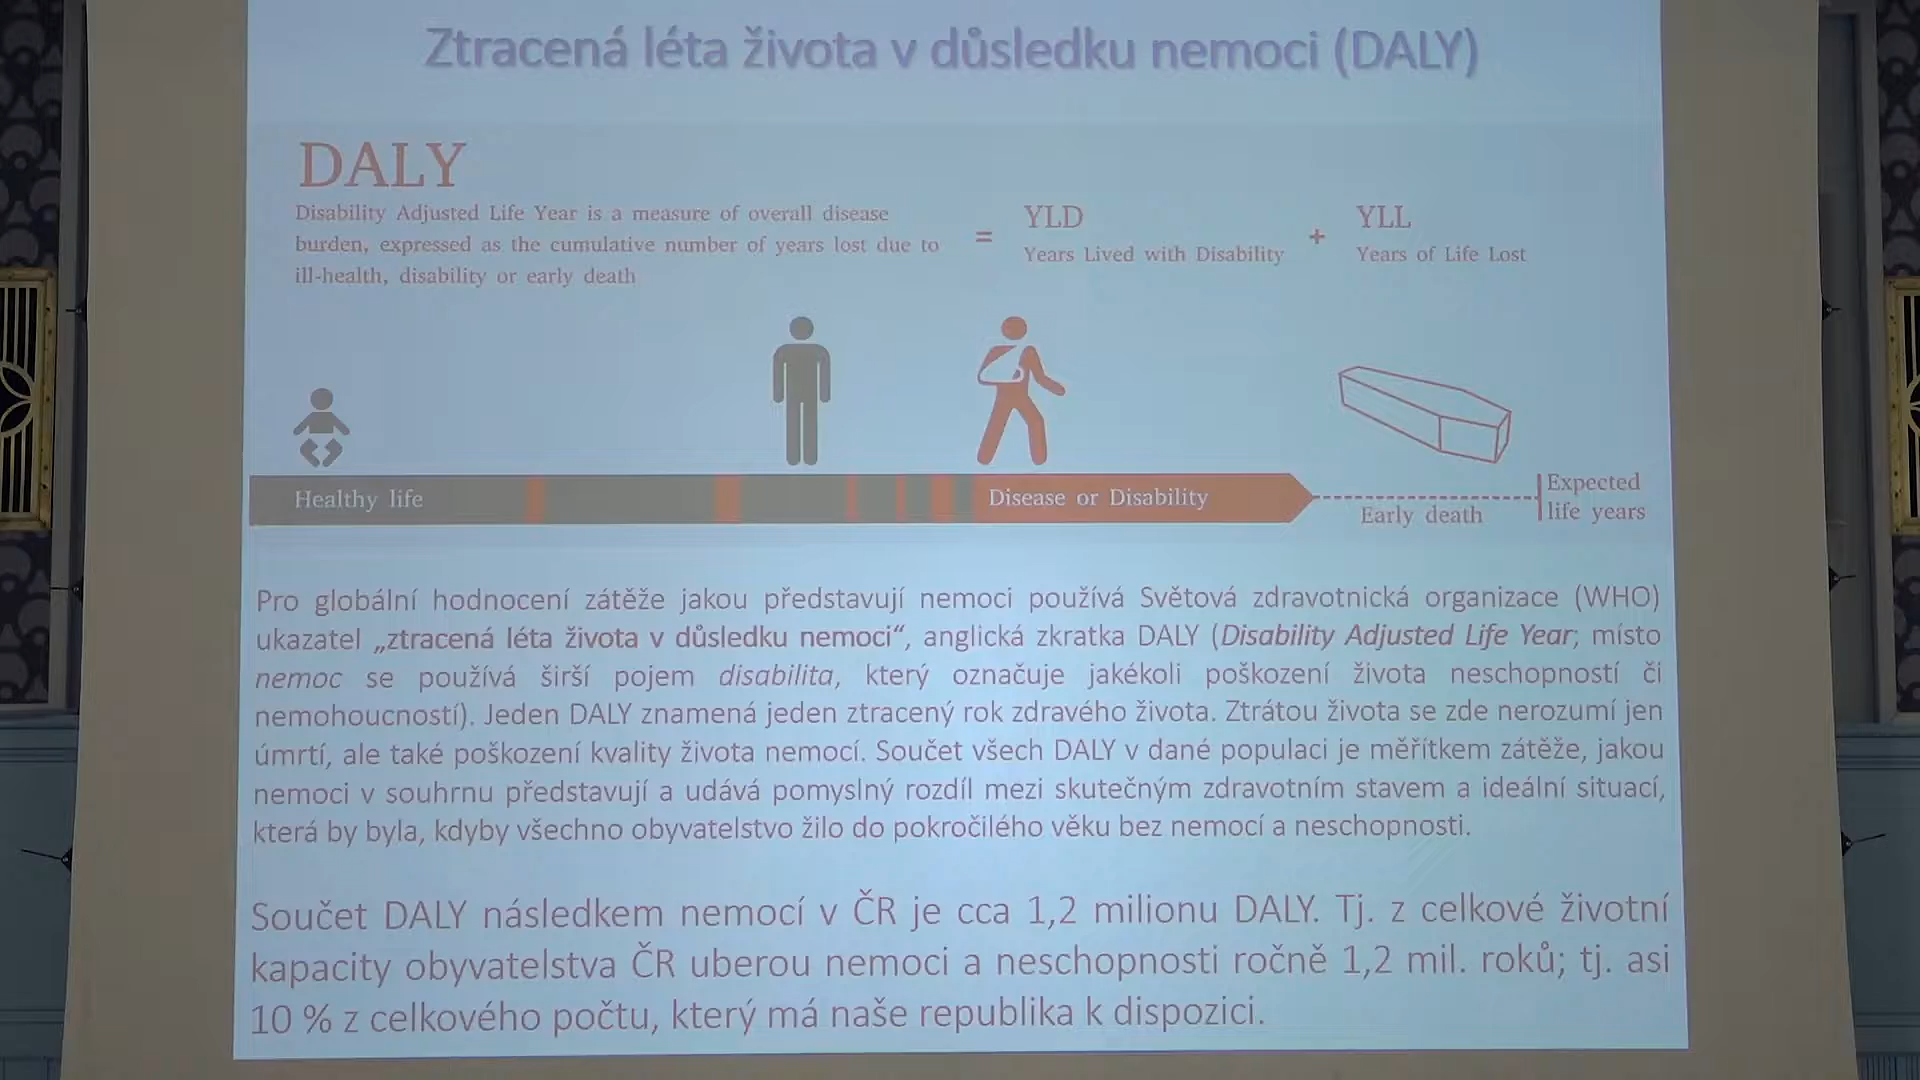 Ztracená léta života v důsledku nemoci (DALY)
DALY
Disability Adjusted Life Year is a measure of overall disease
burden, expressed as the cumulative number of years lost due to
ill-health, disability or early death
=
YLD
Years Lived with Disability
+
YLL
Years of Life Lost
Healthy life
Disease or Disability
Early death
Expected
life years
Pro globální hodnocení zátěže jakou představují nemoci používá Světová zdravotnická organizace (WHO)
ukazatel „ztracená léta života v důsledku nemoci“, anglická zkratka DALY (Disability Adjusted Life Year; místo
nemoc se používá širší pojem disabilita, který označuje jakékoli poškození života neschopností či
nemohoucností). Jeden DALY znamená jeden ztracený rok zdravého života. Ztrátou života se zde nerozumí jen
úmrtí, ale také poškození kvality života nemocí. Součet všech DALY v dané populaci je měřítkem zátěže, jakou
nemoci v souhrnu představují a udává pomyslný rozdíl mezi skutečným zdravotním stavem a ideální situací,
která by byla, kdyby všechno obyvatelstvo žilo do pokročilého věku bez nemocí a neschopnosti.
Součet DALY následkem nemocí v ČR je cca 1,2 milionu DALY. Tj. z celkové životní
kapacity obyvatelstva ČR uberou nemoci a neschopnosti ročně 1,2 mil. roků; tj. asi
10 % z celkového počtu, který má naše republika k dispozici.